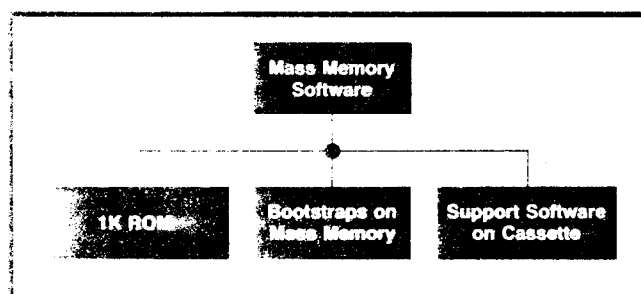 Mass Memory
Software
1K ROM
Bootstraps on
Mass Memory
Support Software
on Cassette